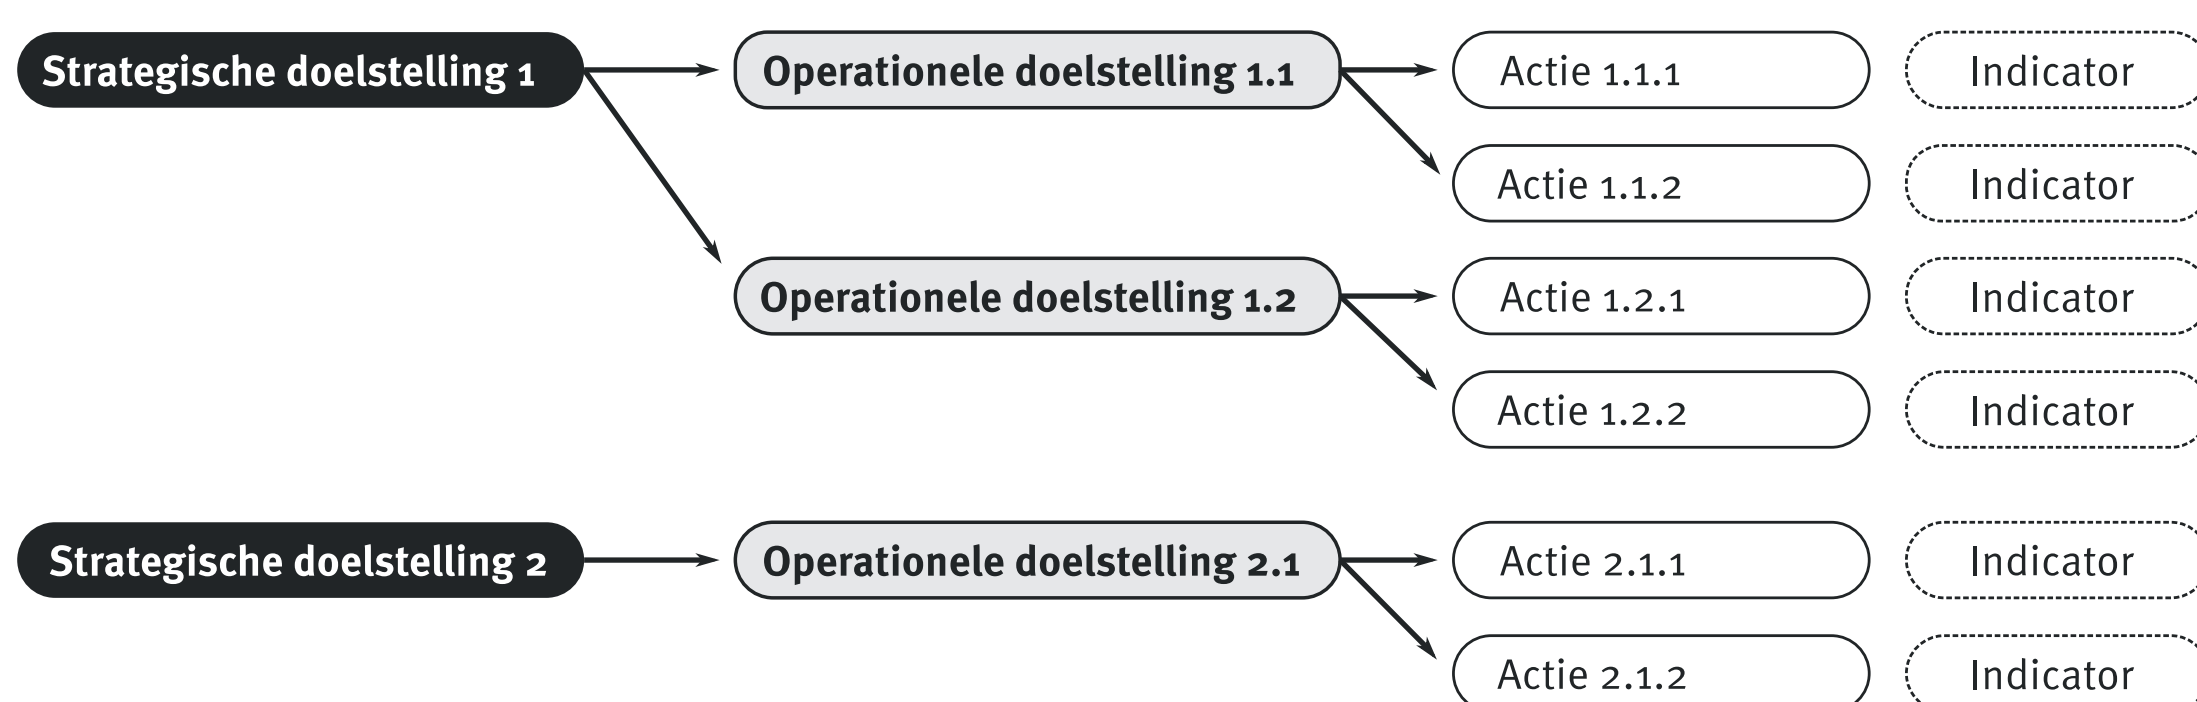 Strategische doelstelling 1
Operationele doelstelling 1.1
Actie 1.1.1
Indicator
Actie 1.1.2
Indicator
Operationele doelstelling 1.2
Actie 1.2.1
Indicator
Actie 1.2.2
Indicator
Strategische doelstelling 2
Operationele doelstelling 2.1
Actie 2.1.1
Indicator
Actie 2.1.2
Indicator